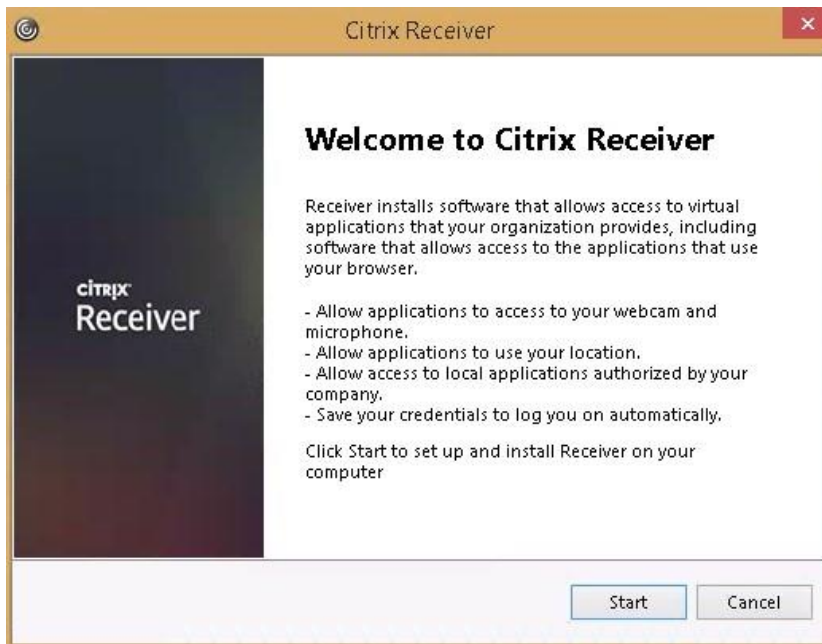 Citrix Receiver
Welcome to Citrix Receiver
Receiver installs software that allows access to virtual
applications that your organization provides, including
software that allows access to the applications that use
your browser.
citrix
Receiver
- Allow applications to access to your webcam and
microphone.
- Allow applications to use your location.
- Allow access to local applications authorized by your
company.
- Save your credentials to log you on automatically.
Click Start to set up and install Receiver on your
computer
Start
Cancel